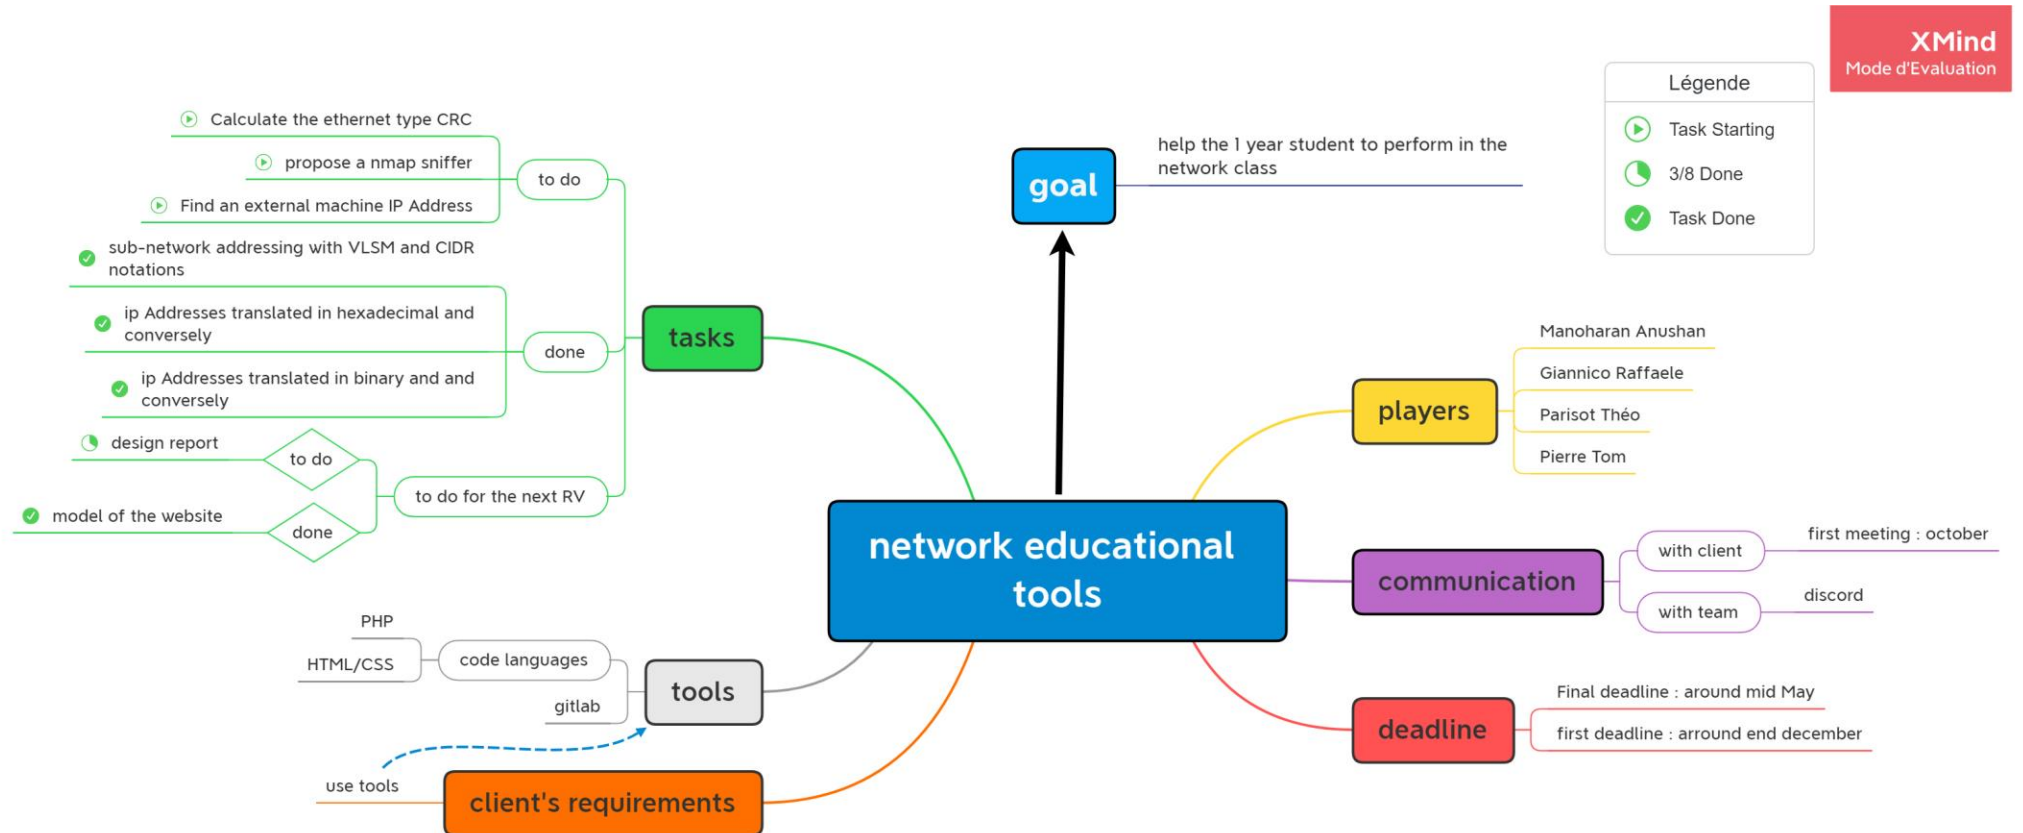 XMind
Mode d'Evaluation
Légende
Task Starting
3/8 Done
Task Done
goal
help the 1 year student to perform in the
network class
Calculate the ethernet type CRC
propose a nmap sniffer
Find an external machine IP Address
to do
sub-network addressing with VLSM and CIDR
notations
ip Addresses translated in hexadecimal and
conversely
ip Addresses translated in binary and and
conversely
done
tasks
design report
to do
model of the website
done
to do for the next RV
players
Manoharan Anushan
Giannico Raffaele
Parisot Théo
Pierre Tom
network educational
tools
communication
with client
first meeting : october
with team
discord
PHP
HTML/CSS
code languages
gitlab
tools
deadline
Final deadline : around mid May
first deadline : arround end december
use tools
client's requirements